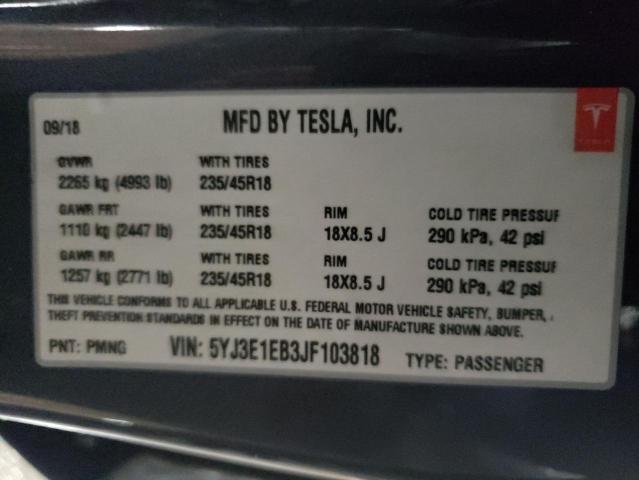 09/18 MFD BY TESLA, INC.
TESLA
GVWR WITH TIRES
2265 kg (4993 lb) 235/45R18
GAWR FRT WITH TIRES RIM COLD TIRE PRESSUF
1110 kg (2447 lb) 235/45R18 18X8.5 J 290 kPa, 42 psi
GAWR RR WITH TIRES RIM COLD TIRE PRESSUF
1257 kg (2771 lb) 235/45R18 18X8.5 J 290 kPa, 42 psi
THIS VEHICLE CONFORMS TO ALL APPLICABLE U.S. FEDERAL MOTOR VEHICLE SAFETY, BUMPER,
THEFT PREVENTION STANDARDS IN EFFECT ON THE DATE OF MANUFACTURE SHOWN ABOVE.
PNT: PMNG VIN: 5YJ3E1EB3JF103818 TYPE: PASSENGER